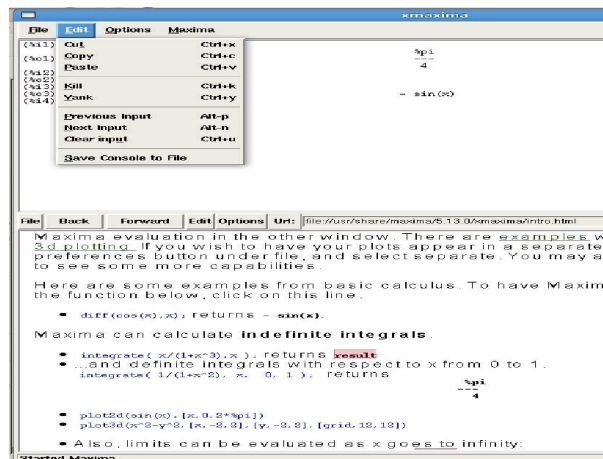 xmaxima
File Edit Options Maxima
(%i1)
(%o1)
(%i2)
(%o2)
(%i3)
(%o3)
(%i4)
Cut Ctrl+x
Copy Ctrl+c
Paste Ctrl+v
Kill Ctrl+k
Yank Ctrl+y
Previous Input Alt-p
Next Input Alt-n
Clear input Ctrl+u
Save Console to File
%pi
---
4
- sin(x)
File Back Forward Edit Options Url: file://usr/share/maxima/5.13.0/xmaxima/intro.html
Maxima evaluation in the other window. There are examples
3d plotting. If you wish to have your plots appear in a separate
preferences button under file, and select separate. You may a
to see some more capabilities.
Here are some examples from basic calculus. To have Maxim
the function below, click on this line.
• diff(cos(x),x); returns - sin(x).
Maxima can calculate indefinite integrals.
• integrate( x/(1+x^3),x ); returns result
• ...and definite integrals with respect to x from 0 to 1.
integrate( 1/(1+x^2), x, 0, 1 ); returns
%pi
---
4
• plot2d(sin(x),[x,0,2*%pi])
• plot3d(x^2-y^2,[x,-2,2],[y,-2,2],[grid,12,12])
• Also, limits can be evaluated as x goes to infinity:
Started Maxima